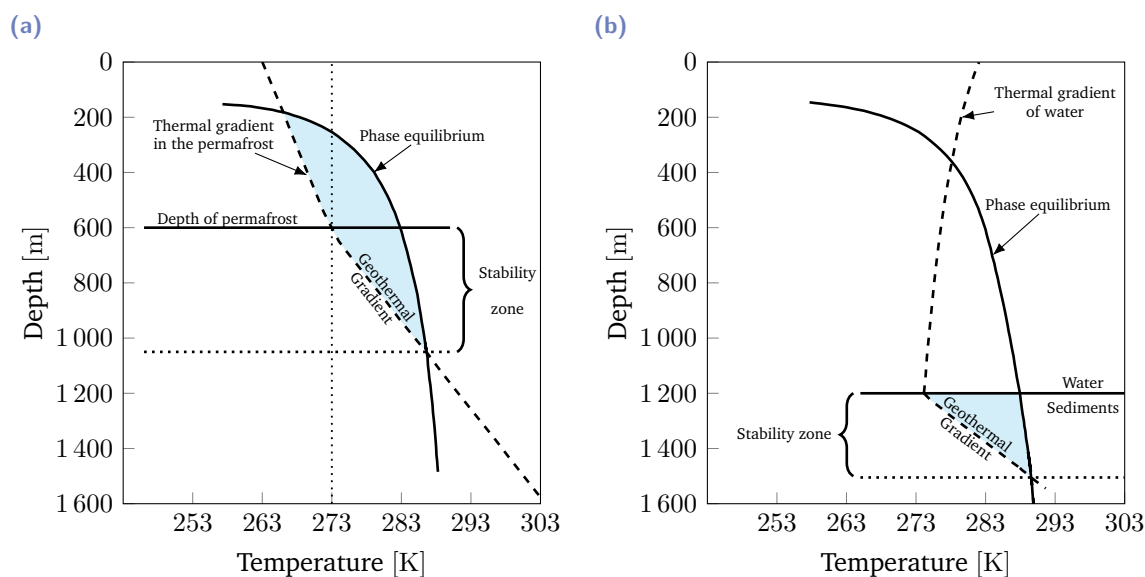 (a)
0
200
400
600
800
1 000
1 200
1 400
1 600
253
263
273
283
293
303
Depth [m]
Temperature [K]
Thermal gradient
in the permafrost
Phase equilibrium
Depth of permafrost
Geothermal
Gradient
Stability
zone
(b)
0
200
400
600
800
1 000
1 200
1 400
1 600
253
263
273
283
293
303
Depth [m]
Temperature [K]
Thermal gradient
of water
Phase equilibrium
Water
Sediments
Geothermal
Gradient
Stability zone